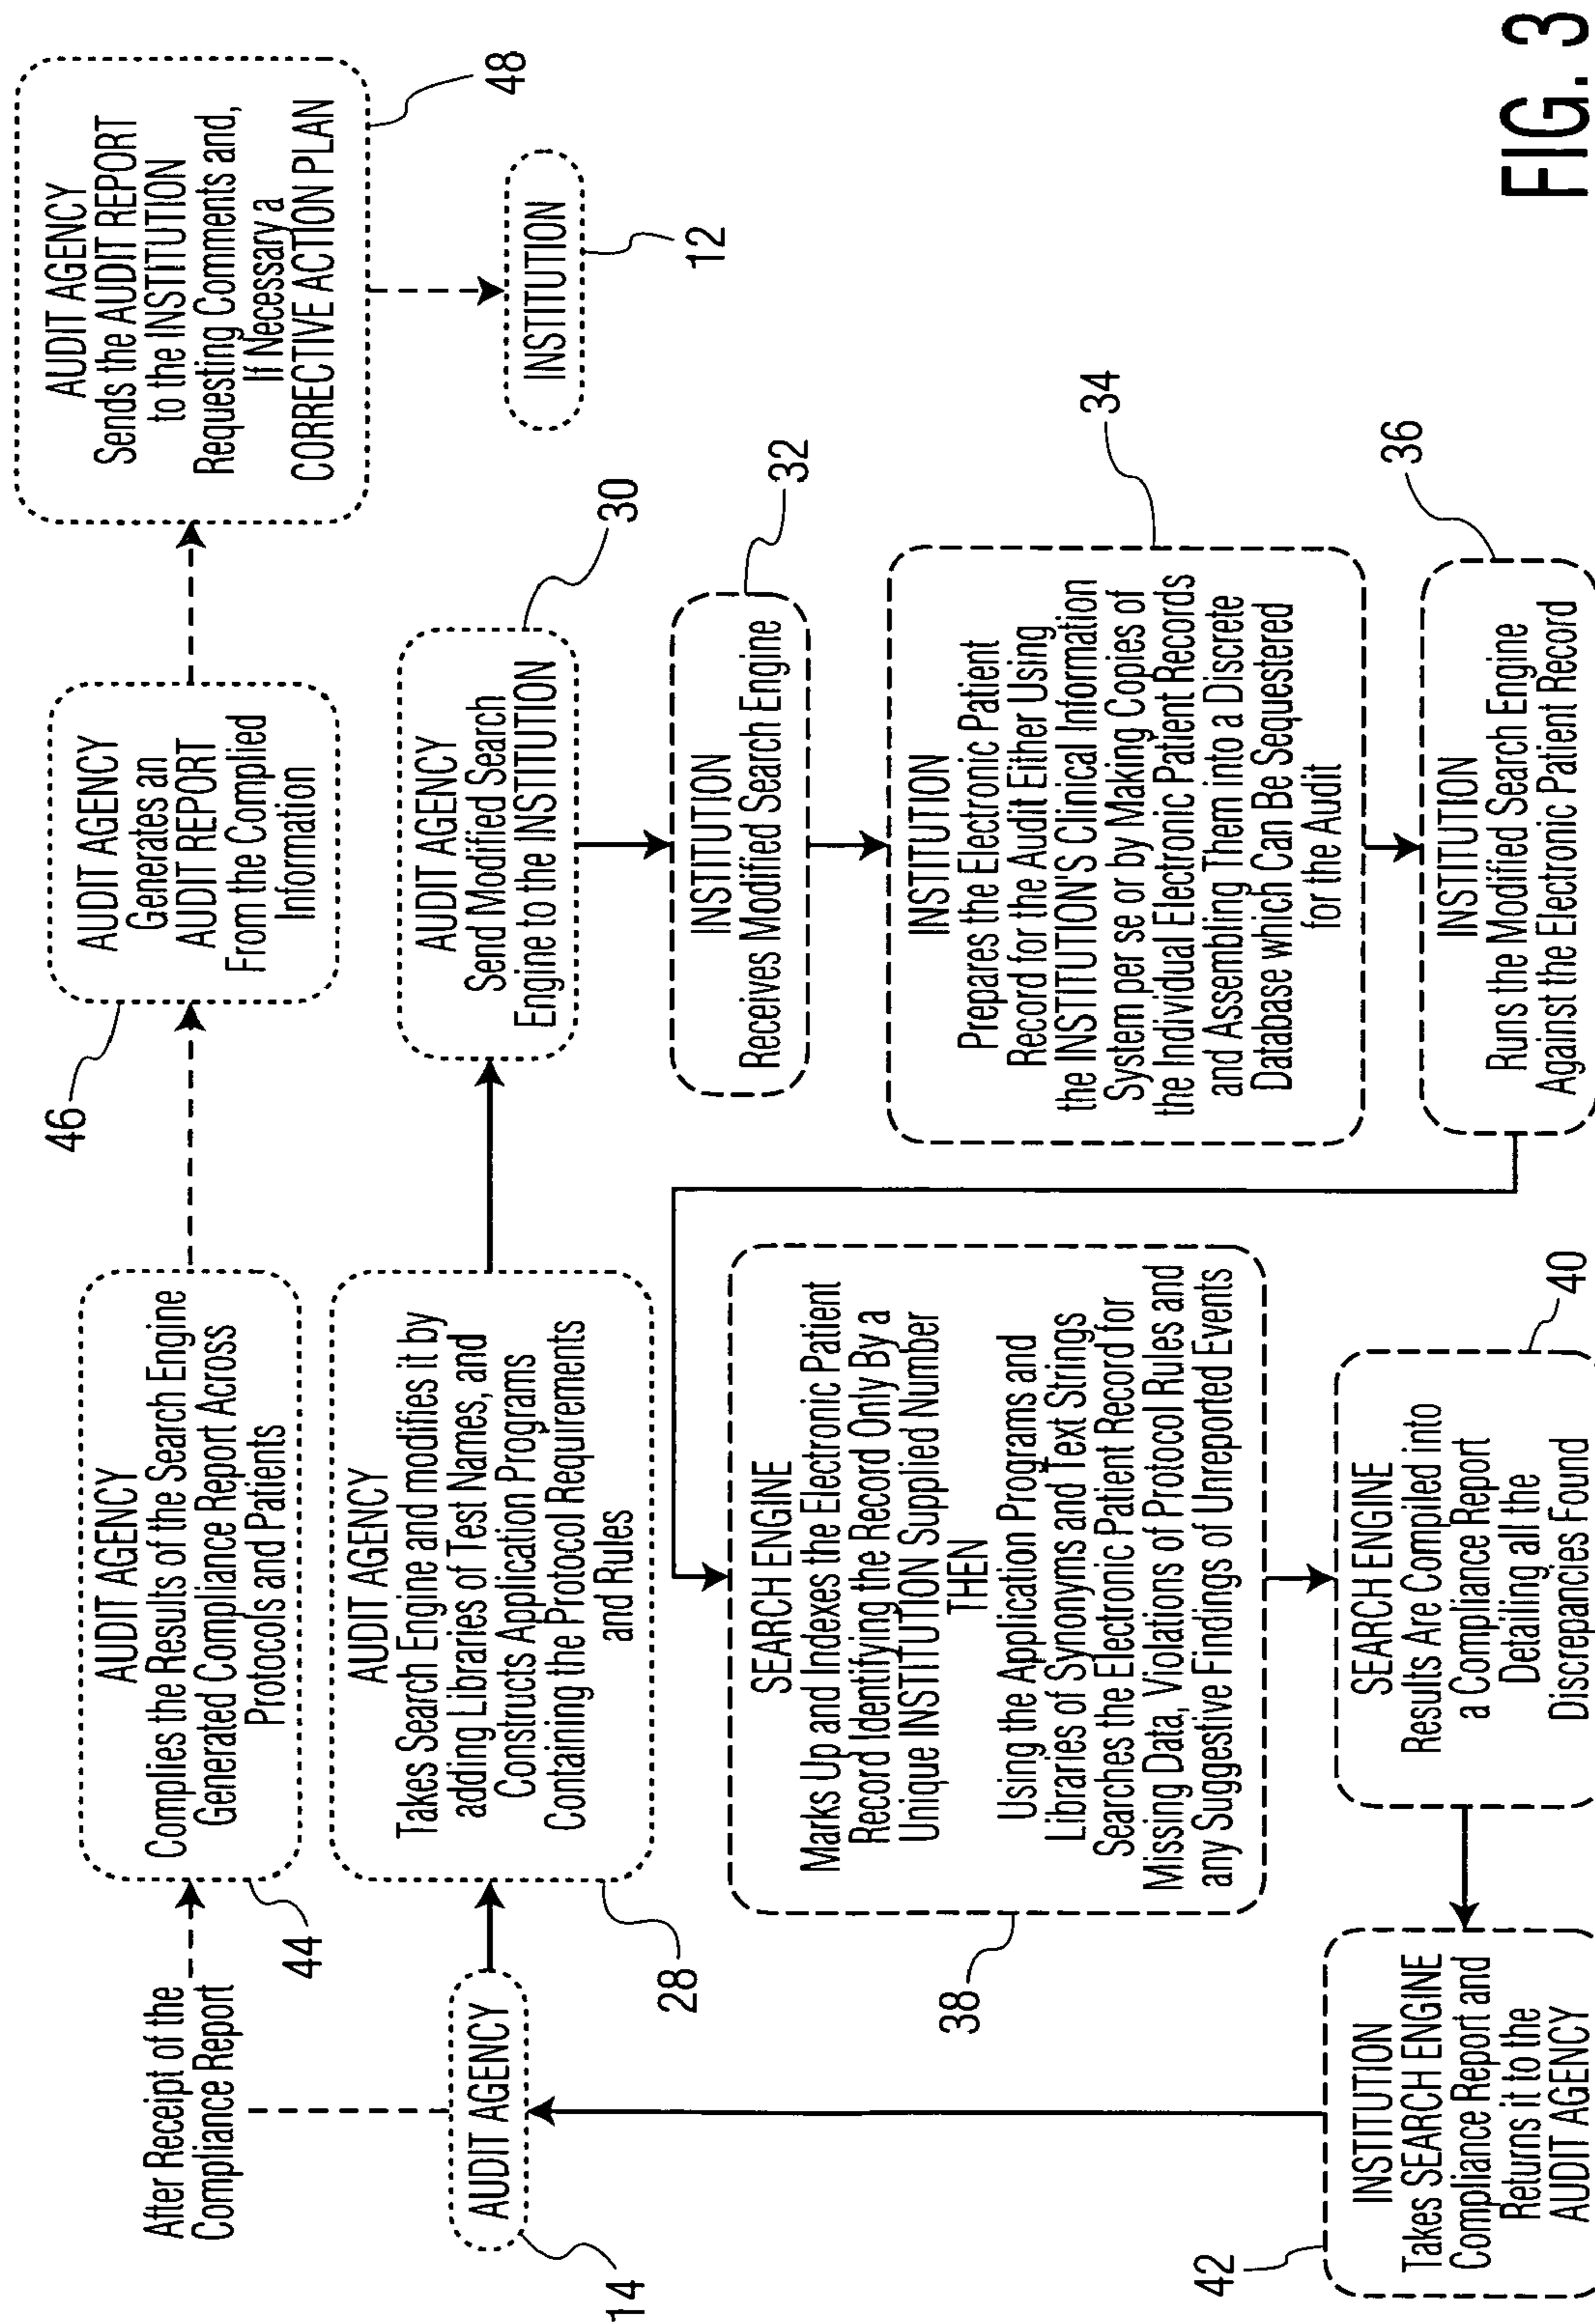 After Receipt of the
Compliance Report
AUDIT AGENCY
Complies the Results of the Search Engine
Generated Compliance Report Across
Protocols and Patients
44
AUDIT AGENCY
Generates an
AUDIT REPORT
From the Complied
Information
46
AUDIT AGENCY
Sends the AUDIT REPORT
to the INSTITUTION
Requesting Comments and,
If Necessary a
CORRECTIVE ACTION PLAN
48
INSTITUTION
12
AUDIT AGENCY
14
AUDIT AGENCY
Takes Search Engine and modifies it by
adding Libraries of Test Names, and
Constructs Application Programs
Containing the Protocol Requirements
and Rules
28
AUDIT AGENCY
Send Modified Search
Engine to the INSTITUTION
30
INSTITUTION
Receives Modified Search Engine
32
INSTITUTION
Prepares the Electronic Patient
Record for the Audit Either Using
the INSTITUTION'S Clinical Information
System per se or by Making Copies of
the Individual Electronic Patient Records
and Assembling Them into a Discrete
Database which Can Be Sequestered
for the Audit
34
INSTITUTION
Runs the Modified Search Engine
Against the Electronic Patient Record
36
SEARCH ENGINE
Marks Up and Indexes the Electronic Patient
Record Identifying the Record Only By a
Unique INSTITUTION Supplied Number
THEN
Using the Application Programs and
Libraries of Synonyms and Text Strings
Searches the Electronic Patient Record for
Missing Data, Violations of Protocol Rules and
any Suggestive Findings of Unreported Events
38
SEARCH ENGINE
Results Are Compiled into
a Compliance Report
Detailing all the
Discrepancies Found
40
INSTITUTION
Takes SEARCH ENGINE
Compliance Report and
Returns it to the
AUDIT AGENCY
42
FIG. 3